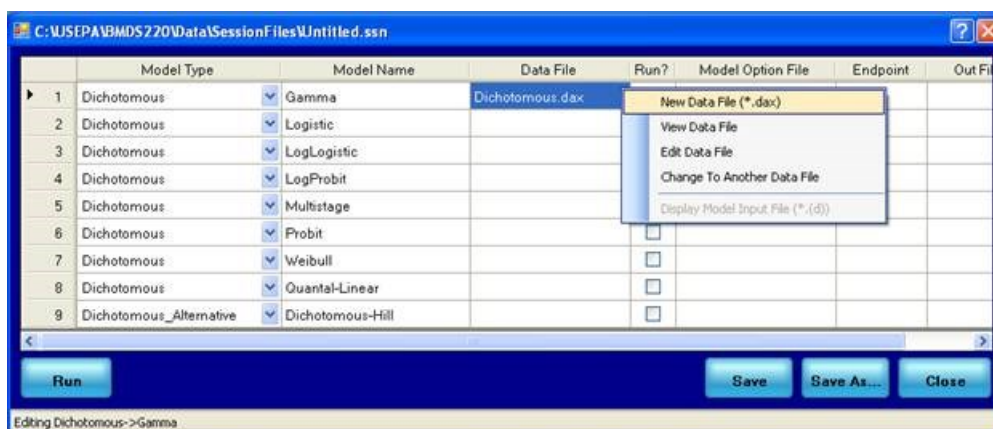 C:\USEPA\BMDS220\Data\SessionFiles\Untitled.ssn
Model Type Model Name Data File Run? Model Option File Endpoint Out Fil
1 Dichotomous Gamma Dichotomous.dax
2 Dichotomous Logistic
3 Dichotomous LogLogistic
4 Dichotomous LogProbit
5 Dichotomous Multistage
6 Dichotomous Probit
7 Dichotomous Weibull
8 Dichotomous Quantal-Linear
9 Dichotomous_Alternative Dichotomous-Hill
New Data File (*.dax)
View Data File
Edit Data File
Change To Another Data File
Display Model Input File (*.(d))
Run Save Save As... Close
Editing Dichotomous->Gamma